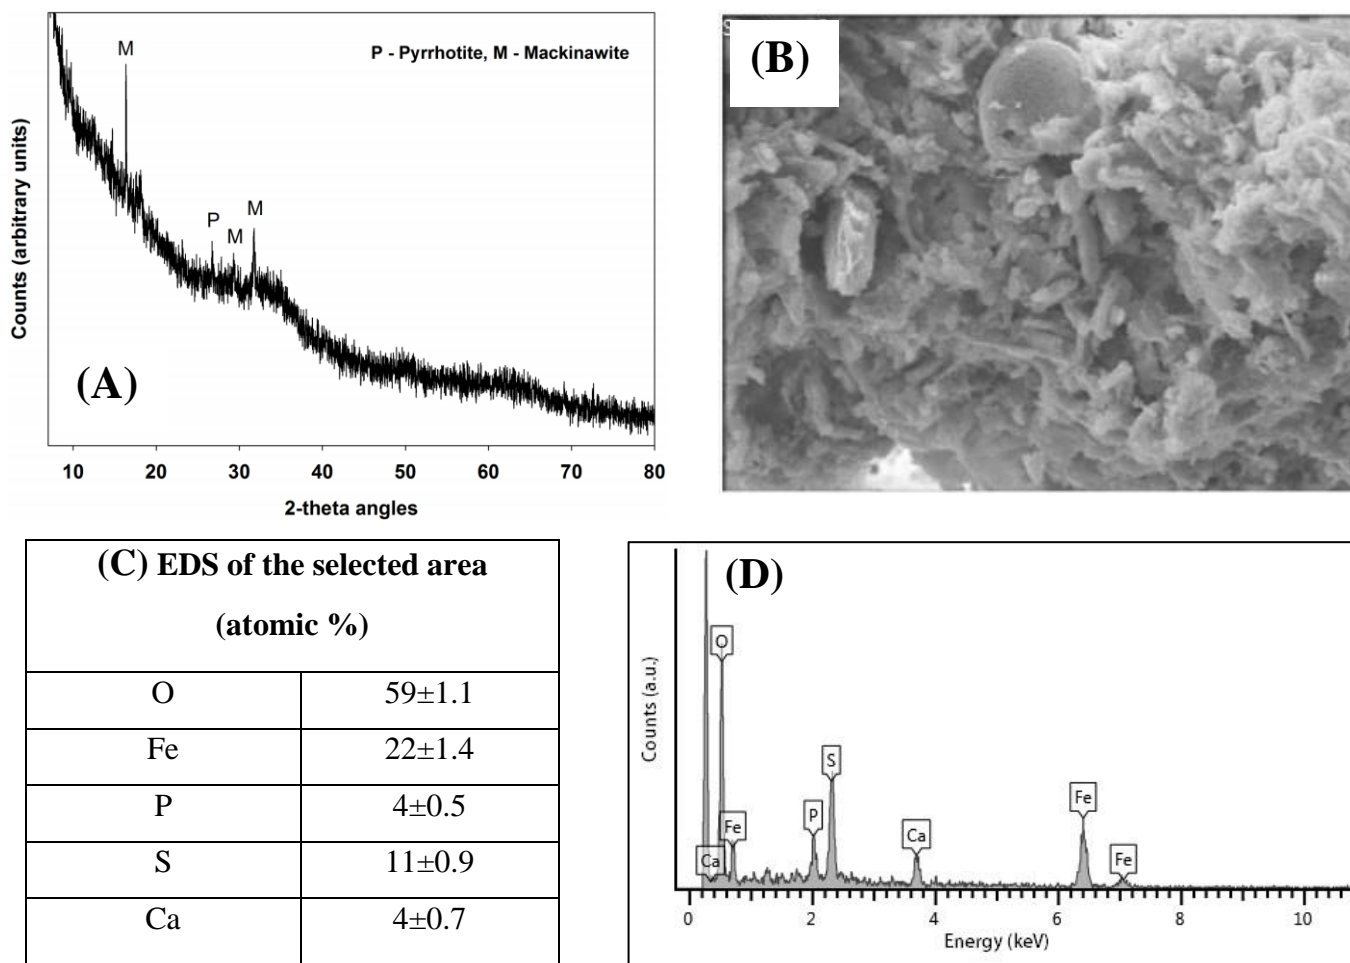 M
P - Pyrrhotite, M - Mackinawite
P
M
M
Counts (arbitrary units)
(A)
10 20 30 40 50 60 70 80
2-theta angles
(B)
(C) EDS of the selected area
(atomic %)
O 59±1.1
Fe 22±1.4
P 4±0.5
S 11±0.9
Ca 4±0.7
(D)
Counts (a.u.)
O
S
P
Fe
Fe
Ca
Ca
Fe
0 2 4 6 8 10
Energy (keV)